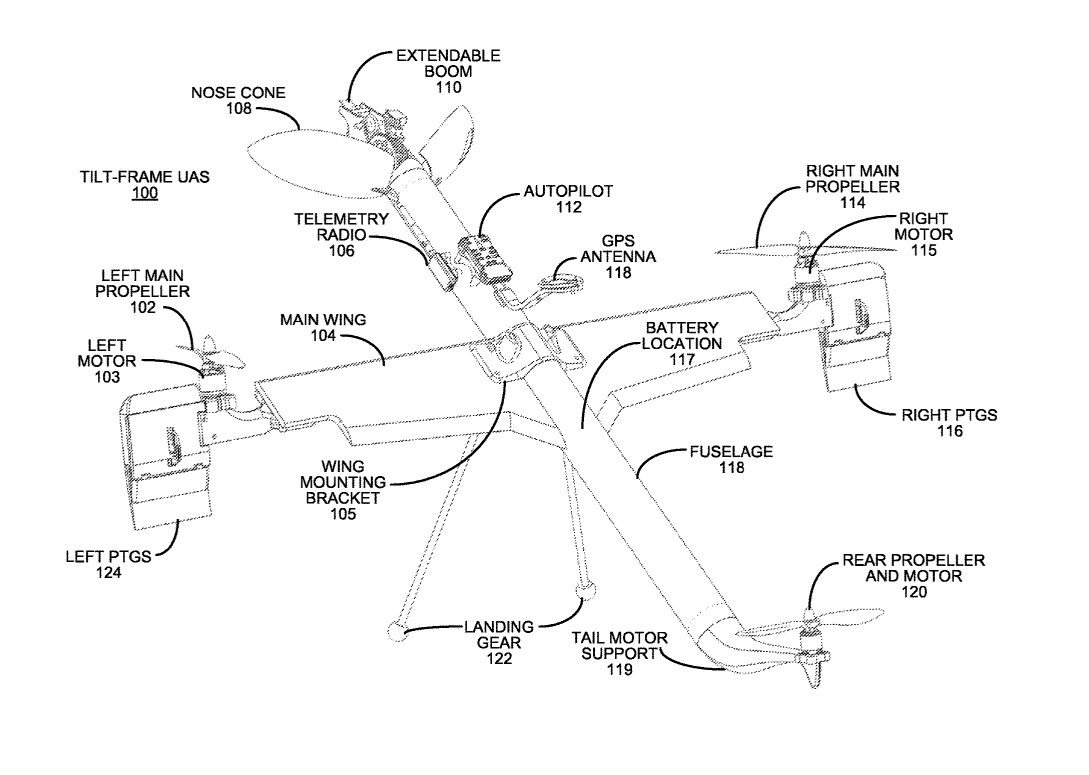 EXTENDABLE
BOOM
110
NOSE CONE
108
TILT-FRAME UAS
100
RIGHT MAIN
PROPELLER
114
AUTOPILOT
112
TELEMETRY
RADIO
106
RIGHT
MOTOR
115
GPS
ANTENNA
118
LEFT MAIN
PROPELLER
102
MAIN WING
104
BATTERY
LOCATION
117
LEFT
MOTOR
103
RIGHT PTGS
116
FUSELAGE
118
WING
MOUNTING
BRACKET
105
LEFT PTGS
124
REAR PROPELLER
AND MOTOR
120
LANDING
GEAR
122
TAIL MOTOR
SUPPORT
119